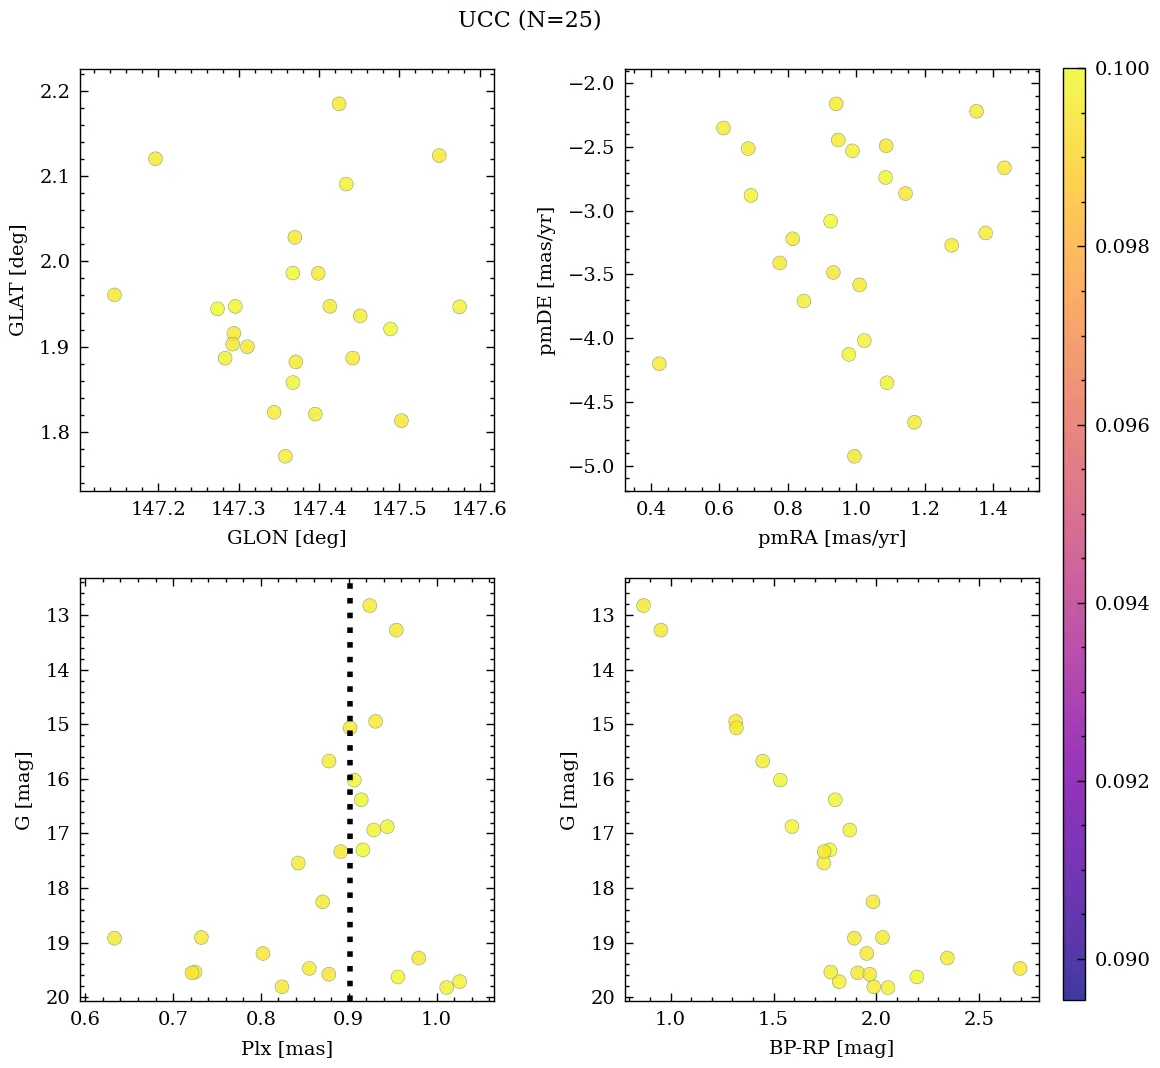 UCC (N=25)
2.2
2.1
2.0
1.9
1.8
GLAT [deg]
147.2 147.3 147.4 147.5 147.6
GLON [deg]
−2.0
−2.5
−3.0
−3.5
−4.0
−4.5
−5.0
pmDE [mas/yr]
0.4 0.6 0.8 1.0 1.2 1.4
pmRA [mas/yr]
13
14
15
16
17
18
19
20
G [mag]
0.6 0.7 0.8 0.9 1.0
Plx [mas]
13
14
15
16
17
18
19
20
G [mag]
1.0 1.5 2.0 2.5
BP-RP [mag]
0.100
0.098
0.096
0.094
0.092
0.090